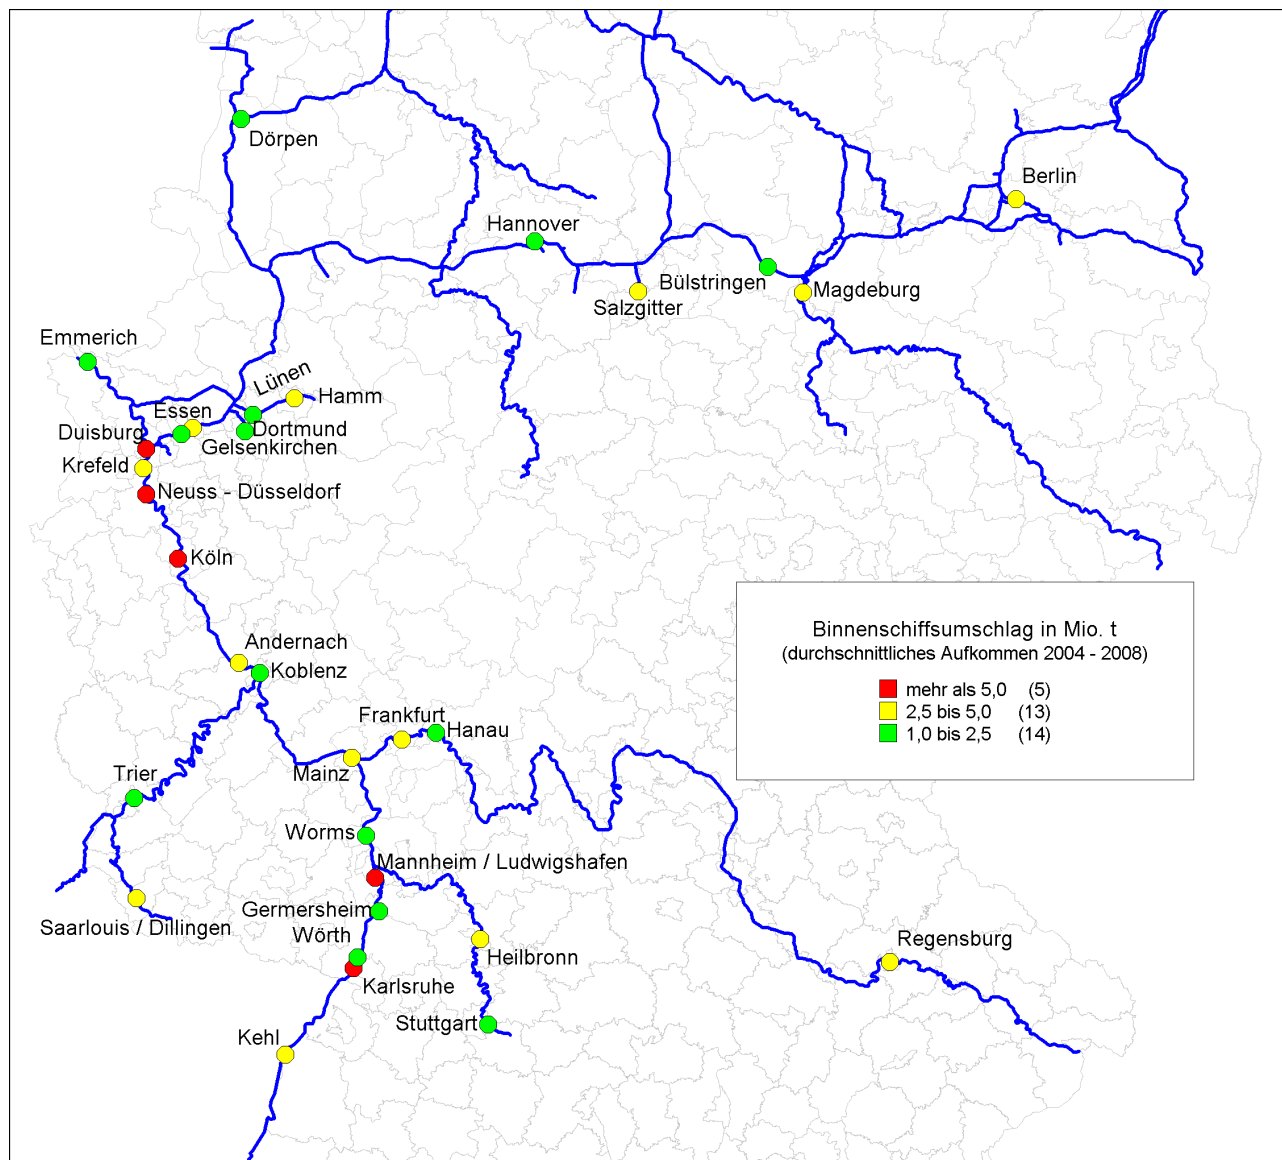 Dörpen
Berlin
Hannover
Bülstringen
Magdeburg
Salzgitter
Emmerich
Lünen
Hamm
Essen
Dortmund
Duisburg
Gelsenkirchen
Krefeld
Neuss - Düsseldorf
Köln
Binnenschiffsumschlag in Mio. t
(durchschnittliches Aufkommen 2004 - 2008)
mehr als 5,0 (5)
2,5 bis 5,0 (13)
1,0 bis 2,5 (14)
Andernach
Koblenz
Frankfurt
Hanau
Mainz
Trier
Worms
Mannheim / Ludwigshafen
Germersheim
Saarlouis / Dillingen
Wörth
Heilbronn
Regensburg
Karlsruhe
Stuttgart
Kehl